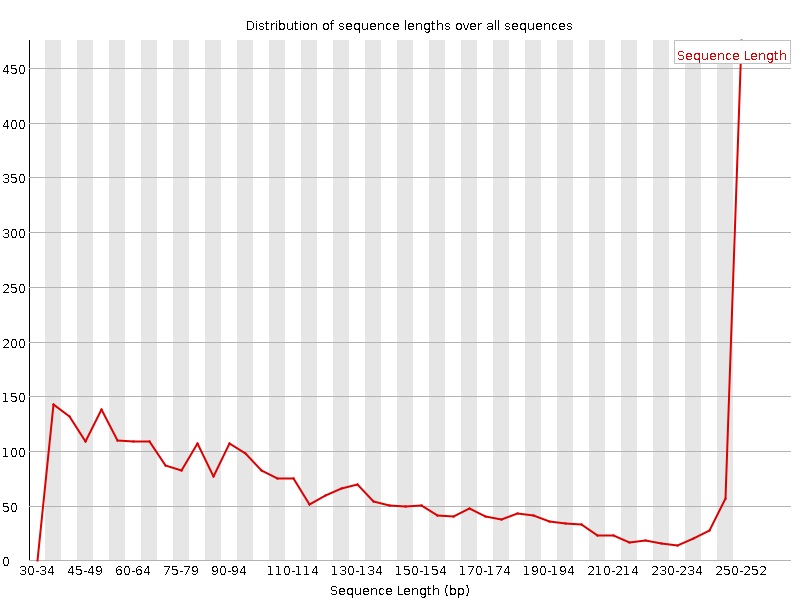 Distribution of sequence lengths over all sequences
Sequence Length
450
400
350
300
250
200
150
100
50
0
30-34 45-49 60-64 75-79 90-94 110-114 130-134 150-154 170-174 190-194 210-214 230-234 250-252
Sequence Length (bp)